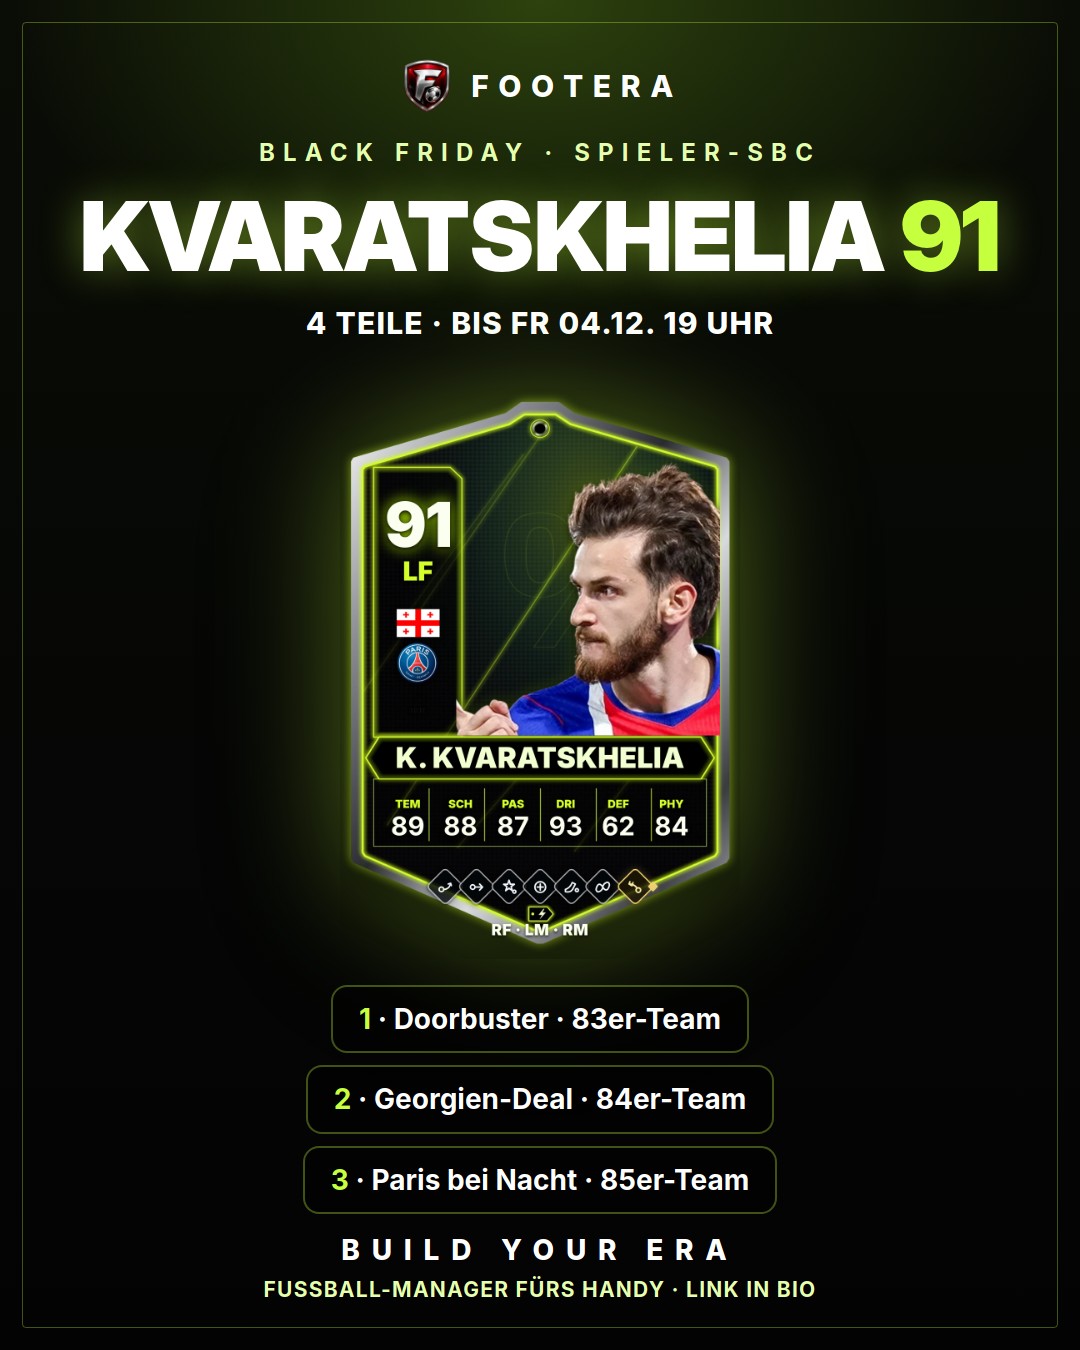 FOOTERA
BLACK FRIDAY · SPIELER-SBC
KVARATSKHELIA 91
4 TEILE · BIS FR 04.12. 19 UHR
91
LF
PARIS
K. KVARATSKHELIA
TEM SCH PAS DRI DEF PHY
89 88 87 93 62 84
RF · LM · RM
1 · Doorbuster · 83er-Team
2 · Georgien-Deal · 84er-Team
3 · Paris bei Nacht · 85er-Team
BUILD YOUR ERA
FUSSBALL-MANAGER FÜRS HANDY · LINK IN BIO